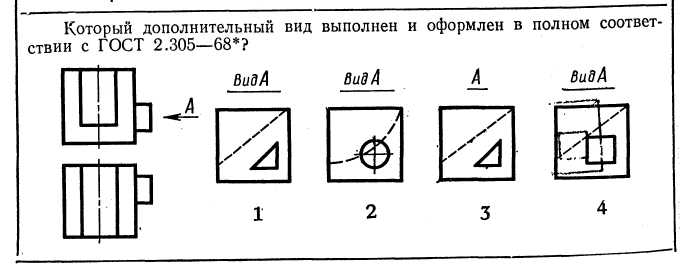 Который дополнительный вид выполнен и оформлен в полном соответ-
ствии с ГОСТ 2.305—68*?
Вид А Вид А А Вид А
А
1 2 3 4